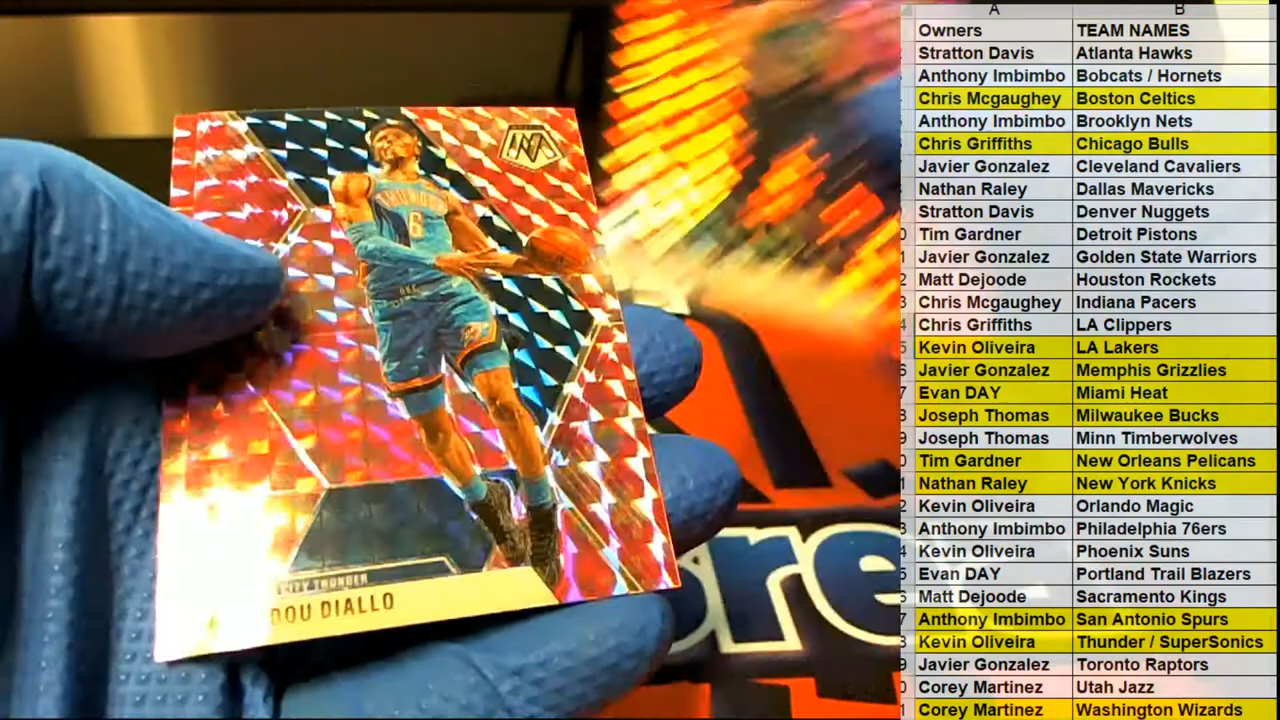 A B
Owners TEAM NAMES
Stratton Davis Atlanta Hawks
Anthony Imbimbo Bobcats / Hornets
Chris Mcgaughey Boston Celtics
Anthony Imbimbo Brooklyn Nets
Chris Griffiths Chicago Bulls
Javier Gonzalez Cleveland Cavaliers
Nathan Raley Dallas Mavericks
Stratton Davis Denver Nuggets
Tim Gardner Detroit Pistons
Javier Gonzalez Golden State Warriors
Matt Dejoode Houston Rockets
Chris Mcgaughey Indiana Pacers
Chris Griffiths LA Clippers
Kevin Oliveira LA Lakers
Javier Gonzalez Memphis Grizzlies
Evan DAY Miami Heat
Joseph Thomas Milwaukee Bucks
Joseph Thomas Minn Timberwolves
Tim Gardner New Orleans Pelicans
Nathan Raley New York Knicks
Kevin Oliveira Orlando Magic
Anthony Imbimbo Philadelphia 76ers
Kevin Oliveira Phoenix Suns
Evan DAY Portland Trail Blazers
Matt Dejoode Sacramento Kings
Anthony Imbimbo San Antonio Spurs
Kevin Oliveira Thunder / SuperSonics
Javier Gonzalez Toronto Raptors
Corey Martinez Utah Jazz
Corey Martinez Washington Wizards
6
CITY THUNDER
DOU DIALLO
ore